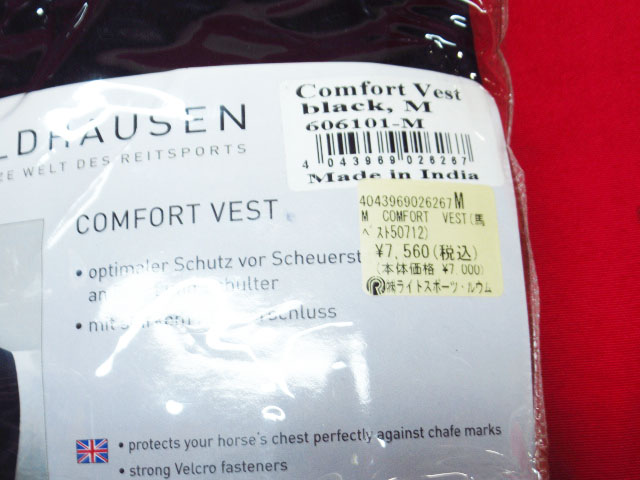 Comfort Vest
black, M
606101-M
4 043969 026267
Made in India
LDHAUSEN
ZE WELT DES REITSPORTS
COMFORT VEST
4043969026267M
M COMFORT VEST(馬
ベスト50712)
¥7,560(税込)
(本体価格 ¥7,000)
R ㈱ライトスポーツ・ルウム
• optimaler Schutz vor Scheuerst
an
• mit
• protects your horse's chest perfectly against chafe marks
• strong Velcro fasteners